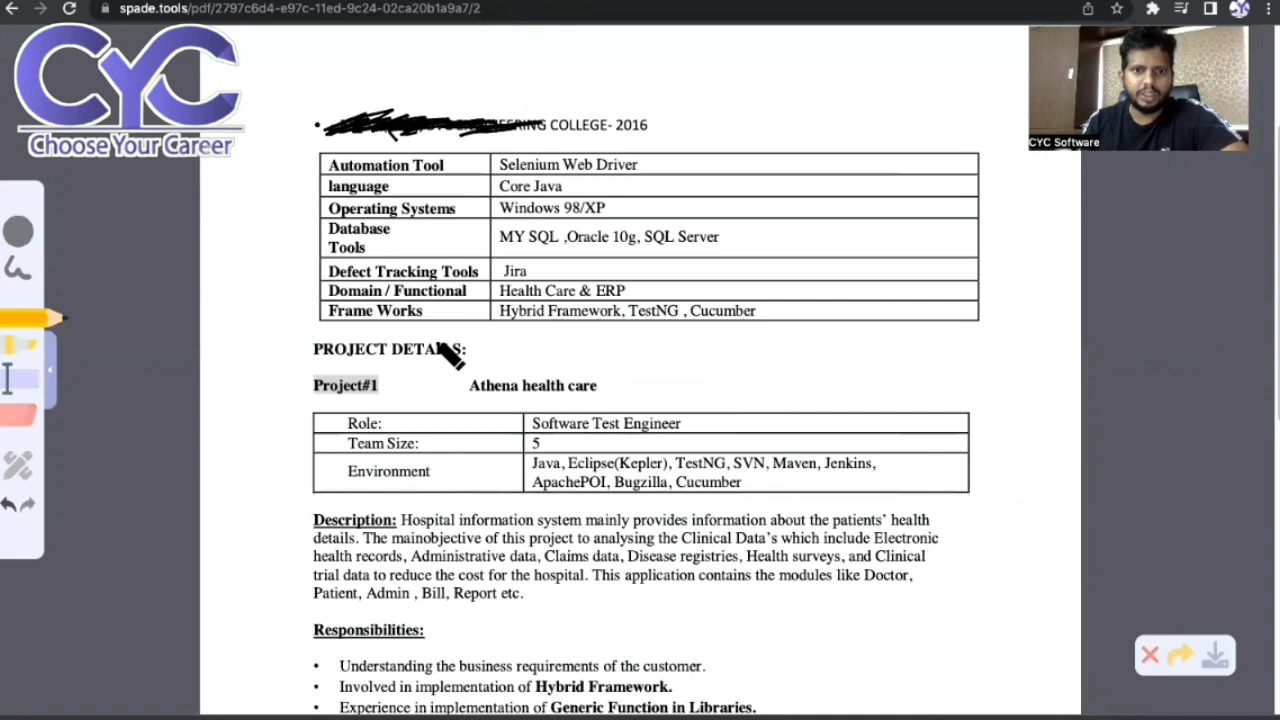 spade.tools/pdf/2797c6d4-e97c-11ed-9c24-02ca20b1a9a7/2
CYC
Choose Your Career
CYC Software
• COLLEGE- 2016
Automation Tool Selenium Web Driver
language Core Java
Operating Systems Windows 98/XP
Database Tools MY SQL ,Oracle 10g, SQL Server
Defect Tracking Tools Jira
Domain / Functional Health Care & ERP
Frame Works Hybrid Framework, TestNG , Cucumber
PROJECT DETAILS:
Project#1 Athena health care
Role: Software Test Engineer
Team Size: 5
Environment Java, Eclipse(Kepler), TestNG, SVN, Maven, Jenkins,
ApachePOI, Bugzilla, Cucumber
Description: Hospital information system mainly provides information about the patients' health
details. The mainobjective of this project to analysing the Clinical Data's which include Electronic
health records, Administrative data, Claims data, Disease registries, Health surveys, and Clinical
trial data to reduce the cost for the hospital. This application contains the modules like Doctor,
Patient, Admin , Bill, Report etc.
Responsibilities:
• Understanding the business requirements of the customer.
• Involved in implementation of Hybrid Framework.
• Experience in implementation of Generic Function in Libraries.